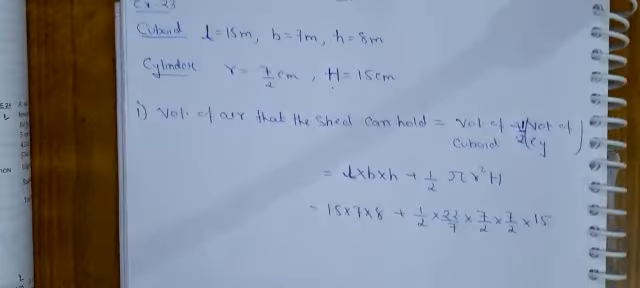 Ex 23
Cuboid l = 15m, b = 7m, h = 8m
Cylinder r = 7/2 cm, H = 15cm
i) Vol. of air that the shed can hold = Vol of cuboid + 1/2 (Vol of cy)
= l×b×h + 1/2 πr²H
= 15×7×8 + 1/2 × 22/7 × 7/2 × 7/2 × 15